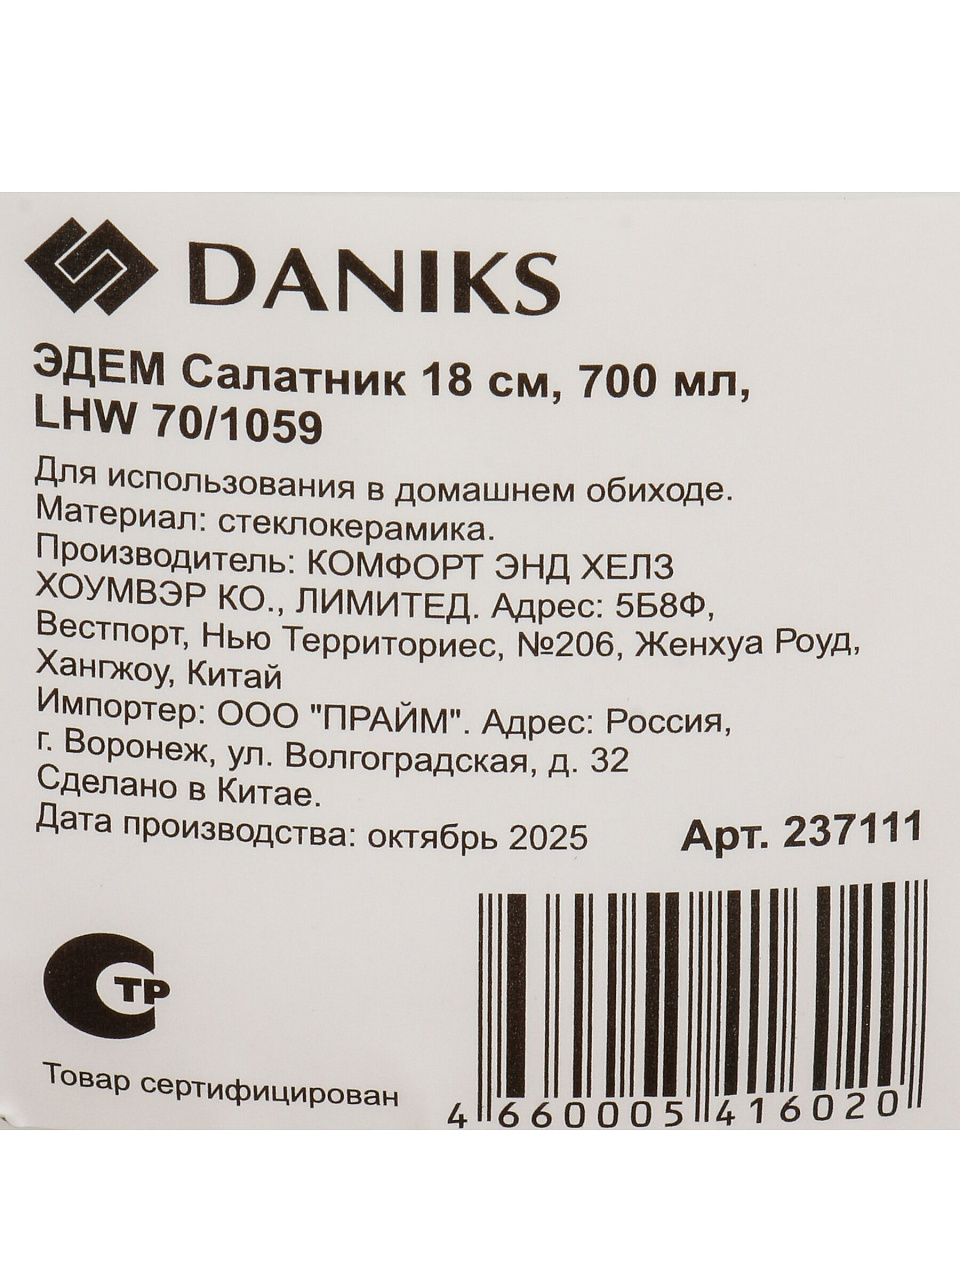 DANIKS
ЭДЕМ Салатник 18 см, 700 мл,
LHW 70/1059
Для использования в домашнем обиходе.
Материал: стеклокерамика.
Производитель: КОМФОРТ ЭНД ХЕЛЗ
ХОУМВЭР КО., ЛИМИТЕД. Адрес: 5Б8Ф,
Вестпорт, Нью Территориес, №206, Женхуа Роуд,
Хангжоу, Китай
Импортер: ООО "ПРАЙМ". Адрес: Россия,
г. Воронеж, ул. Волгоградская, д. 32
Сделано в Китае.
Дата производства: октябрь 2025
Арт. 237111
СТР
Товар сертифицирован
4 660005 416020